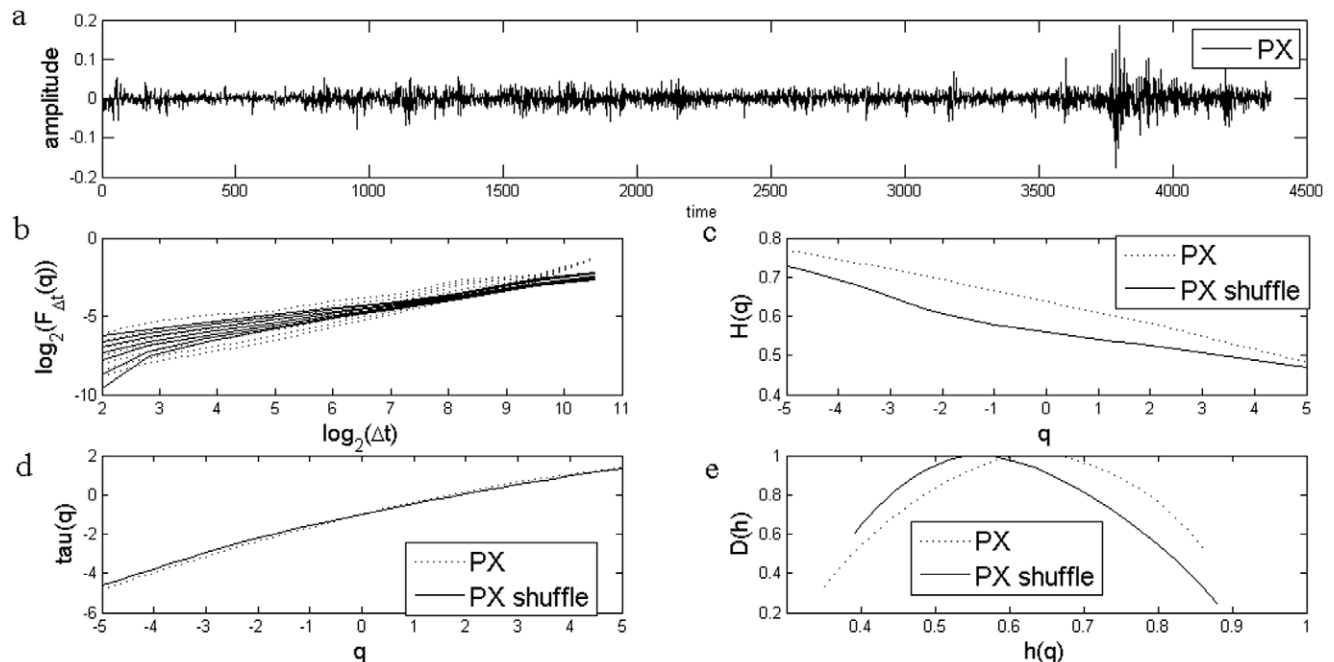 a
0.2
0.1
0
-0.1
-0.2
amplitude
PX
0 500 1000 1500 2000 2500 3000 3500 4000 4500
time
b
0
-5
-10
log2(FΔt(q))
2 3 4 5 6 7 8 9 10 11
log2(Δt)
c
0.8
0.7
0.6
0.5
0.4
H(q)
PX
PX shuffle
-5 -4 -3 -2 -1 0 1 2 3 4 5
q
d
2
0
-2
-4
-6
tau(q)
PX
PX shuffle
-5 -4 -3 -2 -1 0 1 2 3 4 5
q
e
1
0.8
0.6
0.4
0.2
D(h)
PX
PX shuffle
0.4 0.5 0.6 0.7 0.8 0.9 1
h(q)